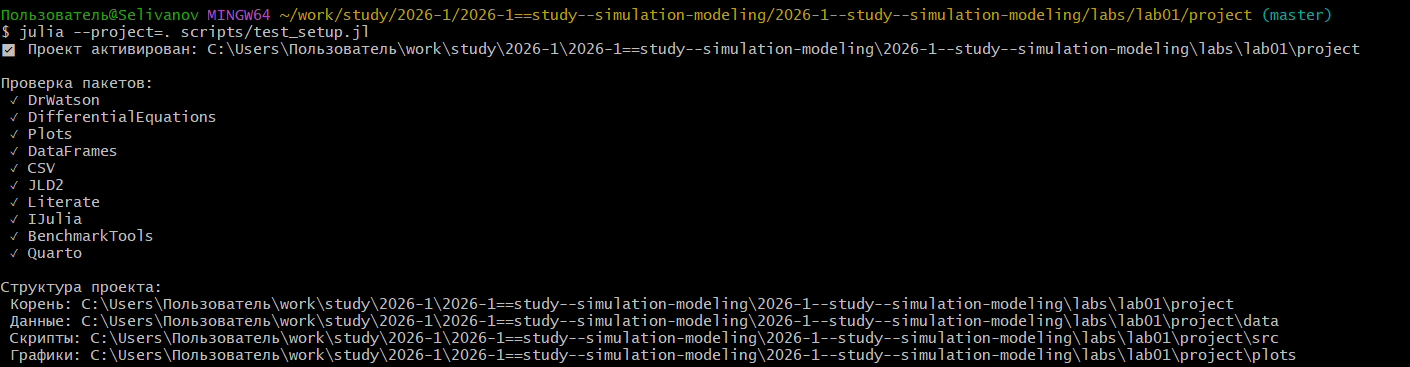 Пользователь@Selivanov MINGW64 ~/work/study/2026-1/2026-1==study--simulation-modeling/2026-1--study--simulation-modeling/labs/lab01/project (master)
$ julia --project=. scripts/test_setup.jl
✅ Проект активирован: C:\Users\Пользователь\work\study\2026-1\2026-1==study--simulation-modeling\2026-1--study--simulation-modeling\labs\lab01\project
Проверка пакетов:
✓ DrWatson
✓ DifferentialEquations
✓ Plots
✓ DataFrames
✓ CSV
✓ JLD2
✓ Literate
✓ IJulia
✓ BenchmarkTools
✓ Quarto
Структура проекта:
Корень: C:\Users\Пользователь\work\study\2026-1\2026-1==study--simulation-modeling\2026-1--study--simulation-modeling\labs\lab01\project
Данные: C:\Users\Пользователь\work\study\2026-1\2026-1==study--simulation-modeling\2026-1--study--simulation-modeling\labs\lab01\project\data
Скрипты: C:\Users\Пользователь\work\study\2026-1\2026-1==study--simulation-modeling\2026-1--study--simulation-modeling\labs\lab01\project\src
Графики: C:\Users\Пользователь\work\study\2026-1\2026-1==study--simulation-modeling\2026-1--study--simulation-modeling\labs\lab01\project\plots